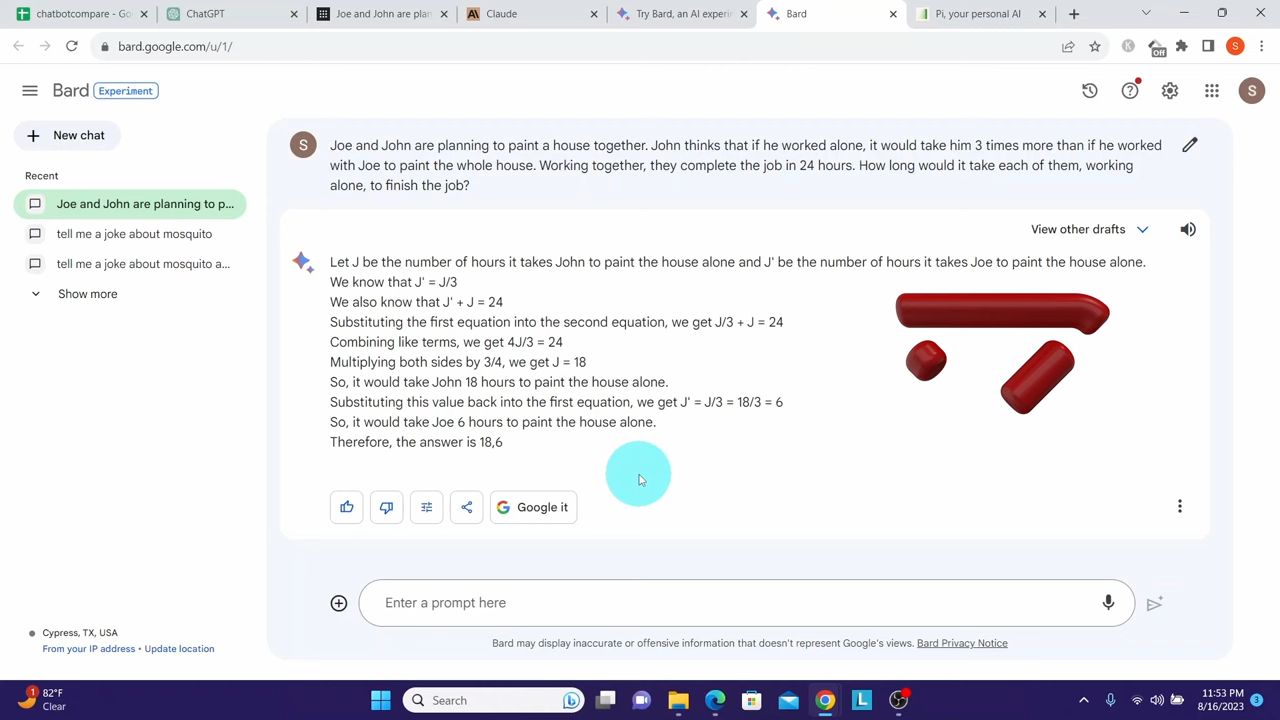 chatbotcompare - Go
ChatGPT
Joe and John are plan
Claude
Try Bard, an AI experi
Bard
Pi, your personal AI
bard.google.com/u/1/
Off
S
Bard Experiment
S
New chat
Recent
Joe and John are planning to p...
tell me a joke about mosquito
tell me a joke about mosquito a...
Show more
S
Joe and John are planning to paint a house together. John thinks that if he worked alone, it would take him 3 times more than if he worked
with Joe to paint the whole house. Working together, they complete the job in 24 hours. How long would it take each of them, working
alone, to finish the job?
View other drafts
Let J be the number of hours it takes John to paint the house alone and J' be the number of hours it takes Joe to paint the house alone.
We know that J' = J/3
We also know that J' + J = 24
Substituting the first equation into the second equation, we get J/3 + J = 24
Combining like terms, we get 4J/3 = 24
Multiplying both sides by 3/4, we get J = 18
So, it would take John 18 hours to paint the house alone.
Substituting this value back into the first equation, we get J' = J/3 = 18/3 = 6
So, it would take Joe 6 hours to paint the house alone.
Therefore, the answer is 18,6
Google it
Enter a prompt here
Bard may display inaccurate or offensive information that doesn't represent Google's views. Bard Privacy Notice
Cypress, TX, USA
From your IP address • Update location
1
82°F
Clear
Search
L
11:53 PM
8/16/2023
3